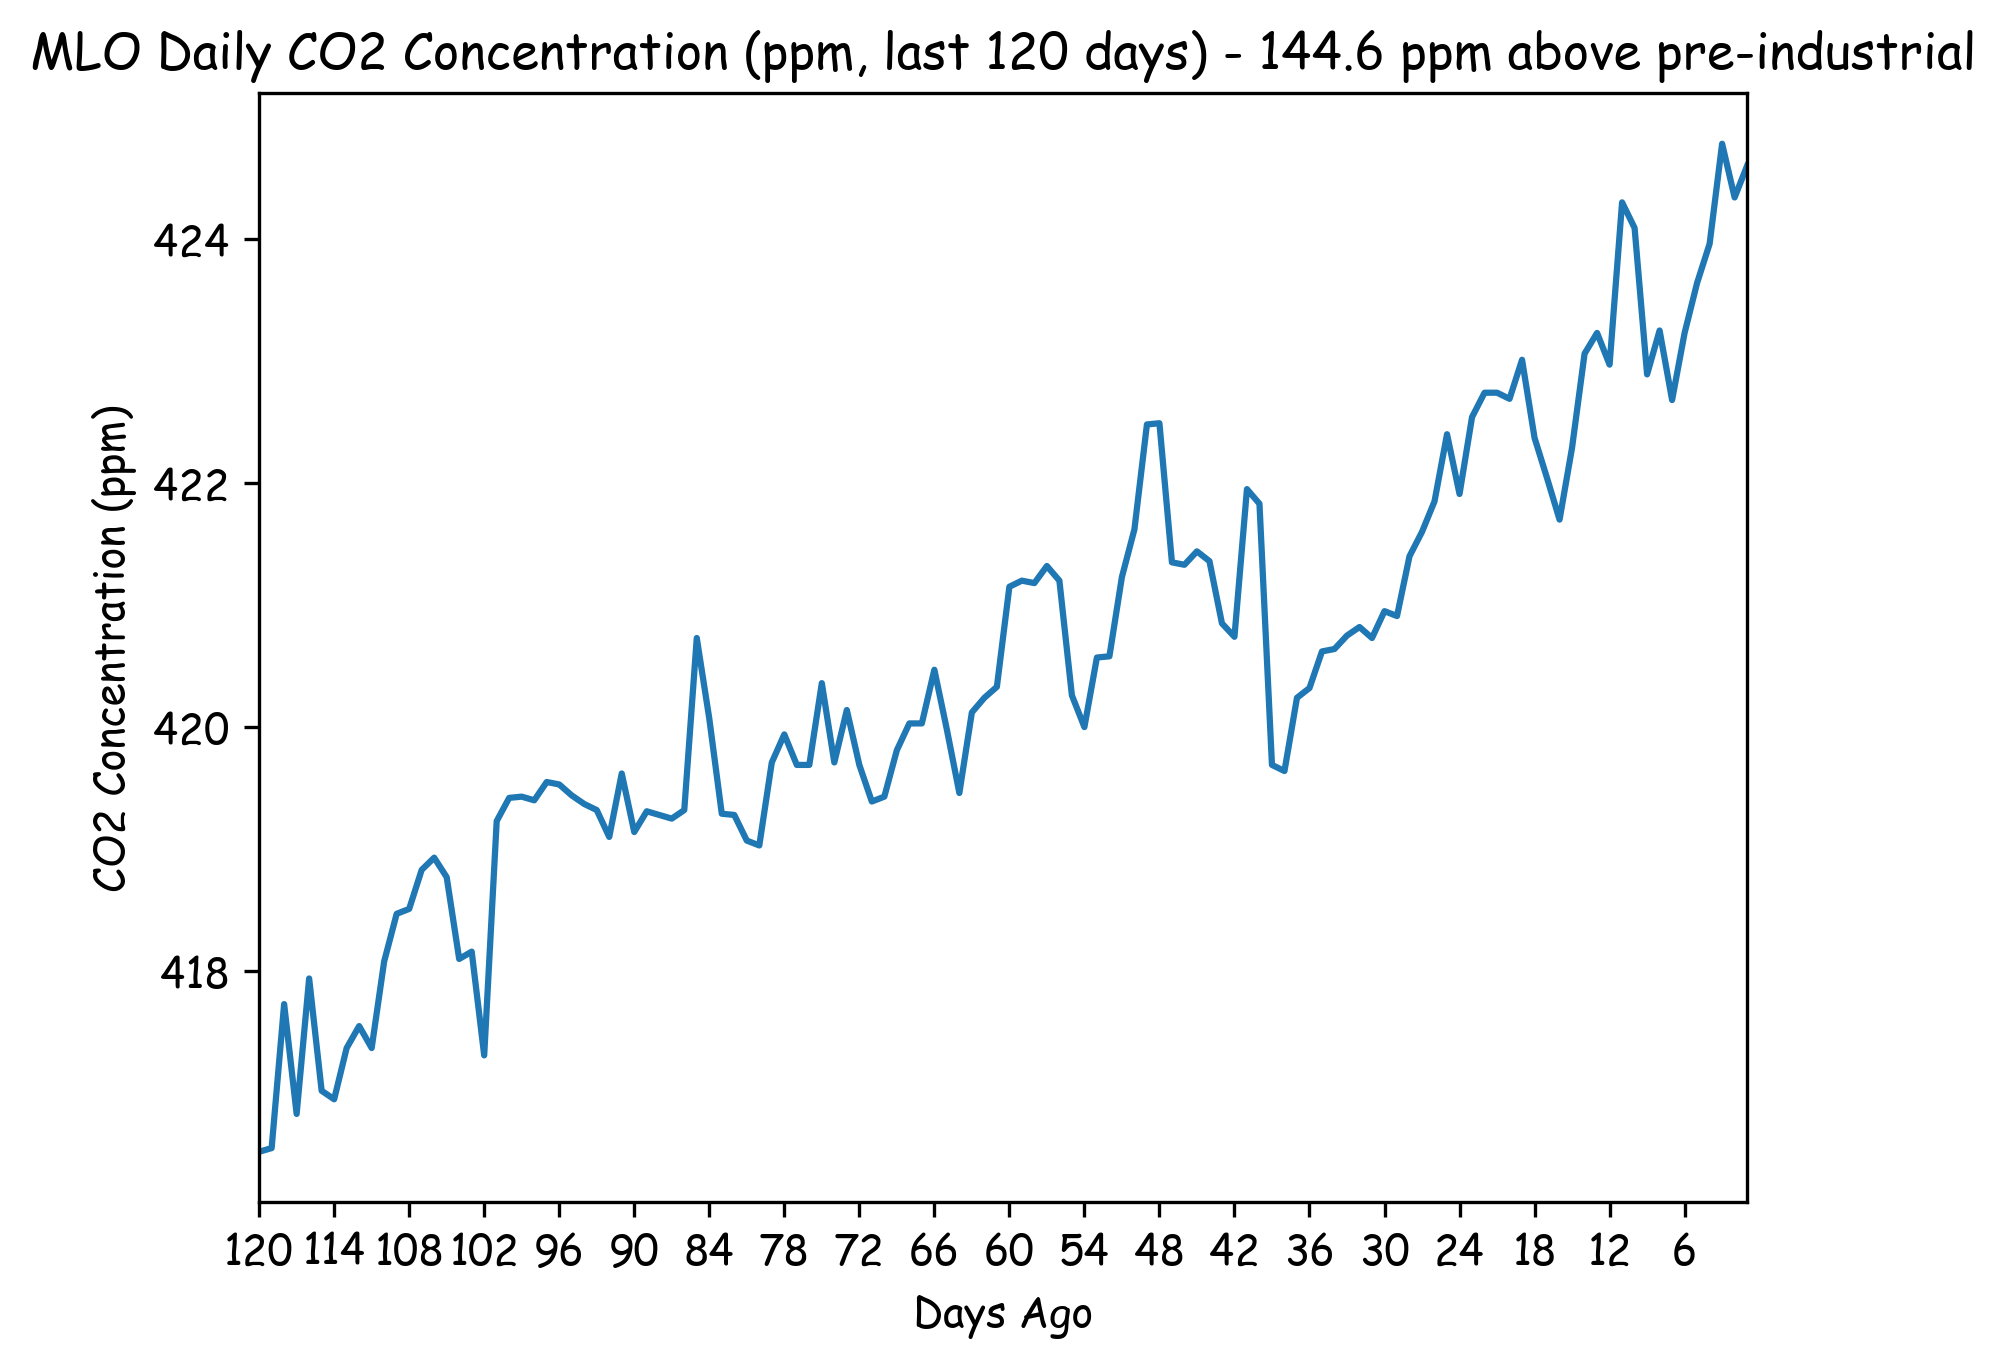 MLO Daily CO2 Concentration (ppm, last 120 days) - 144.6 ppm above pre-industrial
424
422
420
418
CO2 Concentration (ppm)
120 114 108 102 96 90 84 78 72 66 60 54 48 42 36 30 24 18 12 6
Days Ago